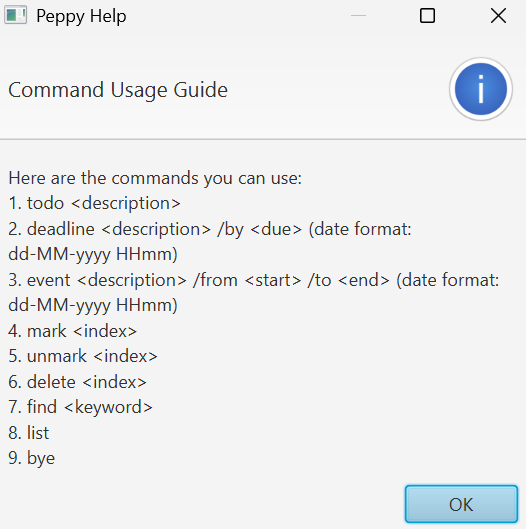 Peppy Help
Command Usage Guide
i
Here are the commands you can use:
1. todo <description>
2. deadline <description> /by <due> (date format:
dd-MM-yyyy HHmm)
3. event <description> /from <start> /to <end> (date format:
dd-MM-yyyy HHmm)
4. mark <index>
5. unmark <index>
6. delete <index>
7. find <keyword>
8. list
9. bye
OK